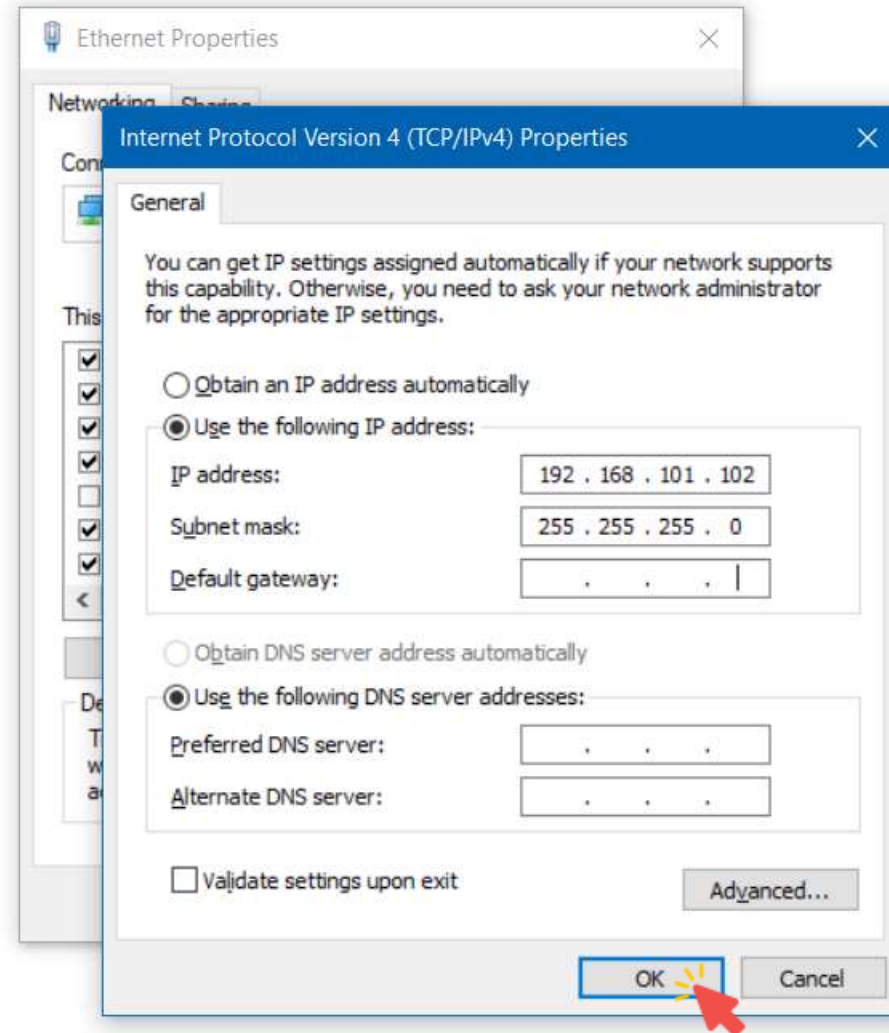 Ethernet Properties
Networking Sharing
Internet Protocol Version 4 (TCP/IPv4) Properties
General
You can get IP settings assigned automatically if your network supports
this capability. Otherwise, you need to ask your network administrator
for the appropriate IP settings.
This
Obtain an IP address automatically
Use the following IP address:
IP address: 192 . 168 . 101 . 102
Subnet mask: 255 . 255 . 255 . 0
Default gateway: . . .
Obtain DNS server address automatically
Use the following DNS server addresses:
Preferred DNS server: . . .
Alternate DNS server: . . .
Validate settings upon exit
Advanced...
OK Cancel